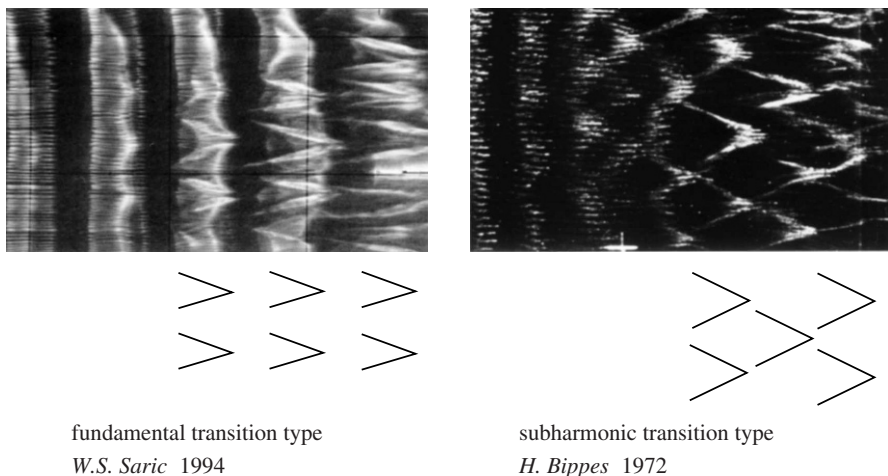 fundamental transition type
W.S. Saric 1994
subharmonic transition type
H. Bippes 1972